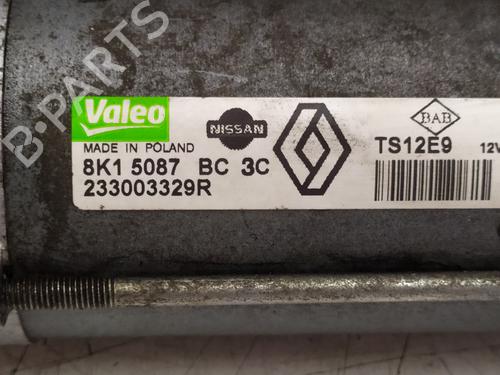 B-PARTS
Valeo
NISSAN
BAB
MADE IN POLAND
TS12E9 12V
8K1 5087 BC 3C
233003329R